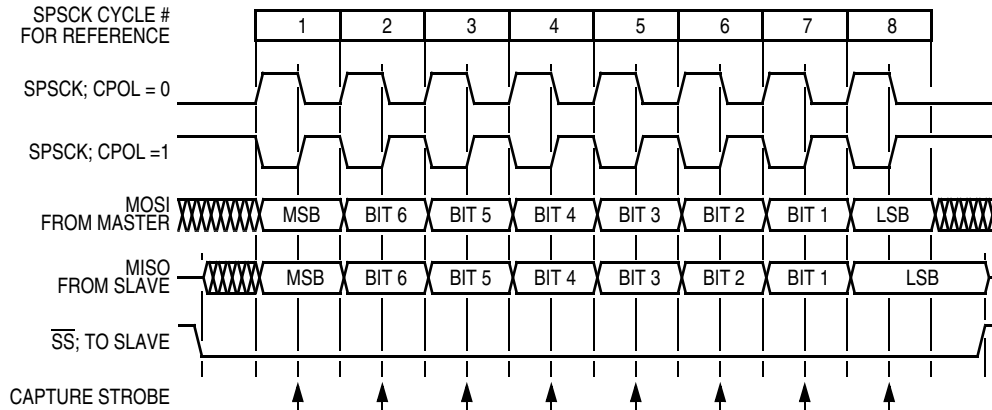 SPSCK CYCLE #
FOR REFERENCE
1 2 3 4 5 6 7 8
SPSCK; CPOL = 0
SPSCK; CPOL =1
MOSI
FROM MASTER
MSB BIT 6 BIT 5 BIT 4 BIT 3 BIT 2 BIT 1 LSB
MISO
FROM SLAVE
MSB BIT 6 BIT 5 BIT 4 BIT 3 BIT 2 BIT 1 LSB
SS; TO SLAVE
CAPTURE STROBE